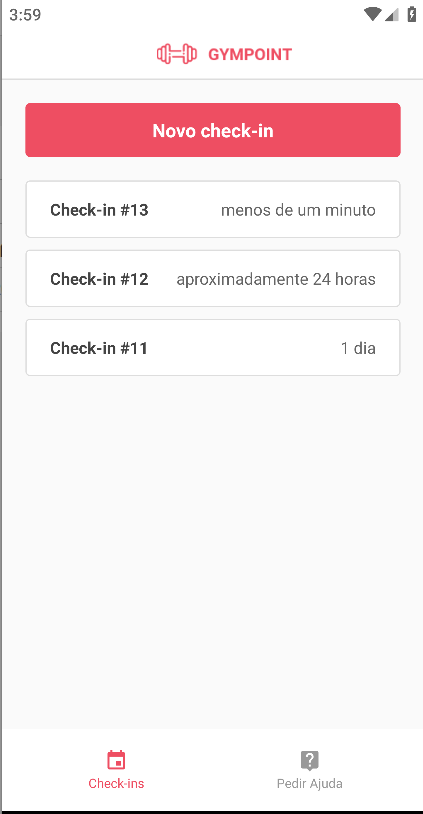 3:59
GYMPOINT
Novo check-in
Check-in #13 menos de um minuto
Check-in #12 aproximadamente 24 horas
Check-in #11 1 dia
Check-ins Pedir Ajuda